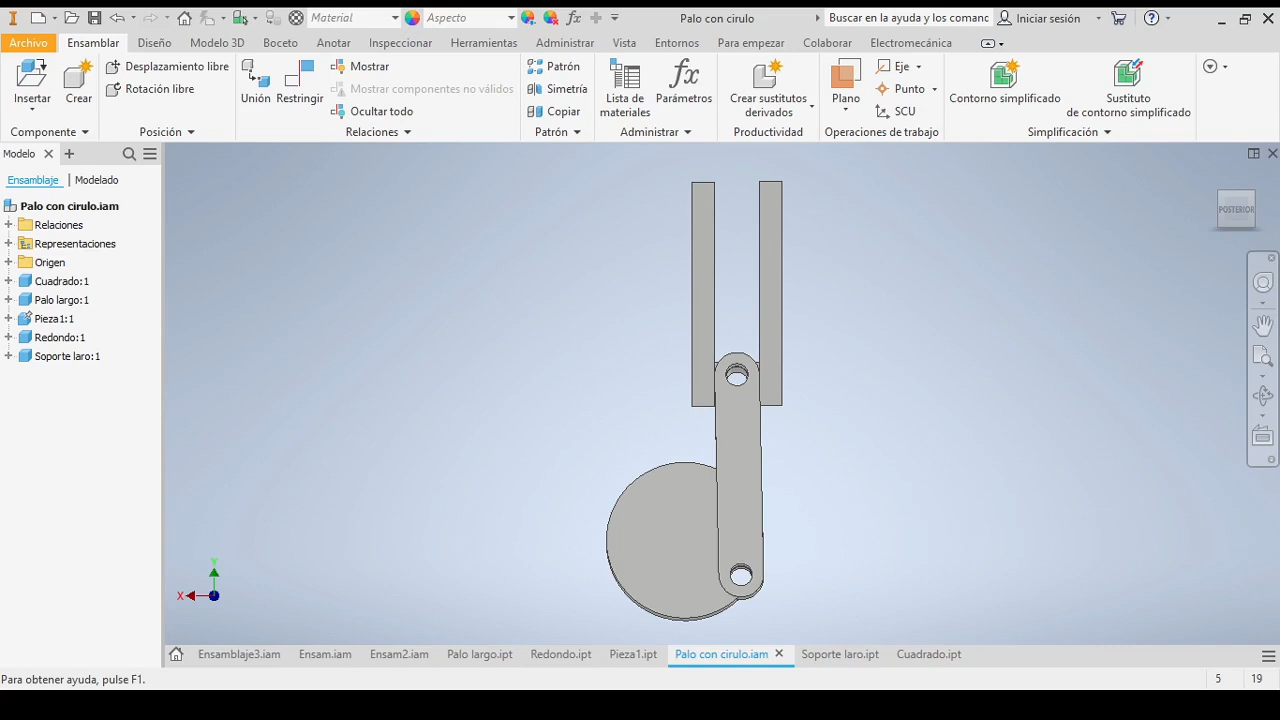 Material
Aspecto
Palo con cirulo
Buscar en la ayuda y los comanc
Iniciar sesión
Archivo
Ensamblar
Diseño
Modelo 3D
Boceto
Anotar
Inspeccionar
Herramientas
Administrar
Vista
Entornos
Para empezar
Colaborar
Electromecánica
Insertar
Crear
Desplazamiento libre
Rotación libre
Unión
Restringir
Mostrar
Mostrar componentes no válidos
Ocultar todo
Patrón
Simetría
Copiar
Lista de
materiales
fx
Parámetros
Crear sustitutos
derivados
Plano
Eje
Punto
SCU
Contorno simplificado
Sustituto
de contorno simplificado
Componente
Posición
Relaciones
Patrón
Administrar
Productividad
Operaciones de trabajo
Simplificación
Modelo
Ensamblaje
Modelado
Palo con cirulo.iam
Relaciones
Representaciones
Origen
Cuadrado:1
Palo largo:1
Pieza1:1
Redondo:1
Soporte laro:1
POSTERIOR
Y
X
Ensamblaje3.iam
Ensam.iam
Ensam2.iam
Palo largo.ipt
Redondo.ipt
Pieza1.ipt
Palo con cirulo.iam
Soporte laro.ipt
Cuadrado.ipt
Para obtener ayuda, pulse F1.
5
19